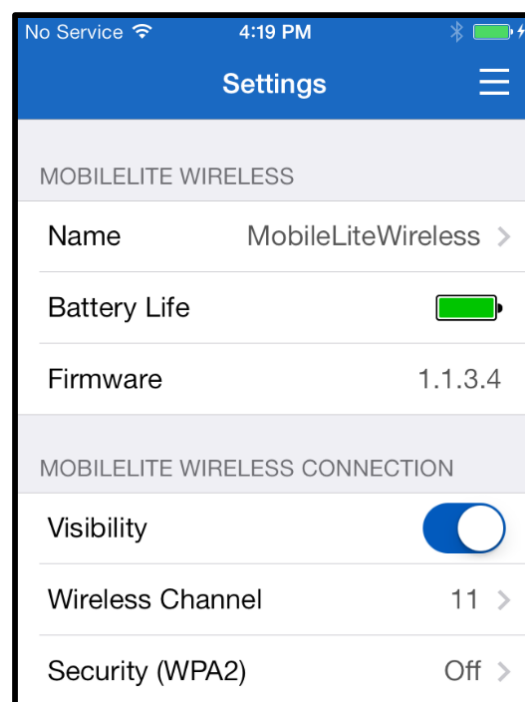 No Service 4:19 PM
Settings
MOBILELITE WIRELESS
Name MobileLiteWireless
Battery Life
Firmware 1.1.3.4
MOBILELITE WIRELESS CONNECTION
Visibility
Wireless Channel 11
Security (WPA2) Off